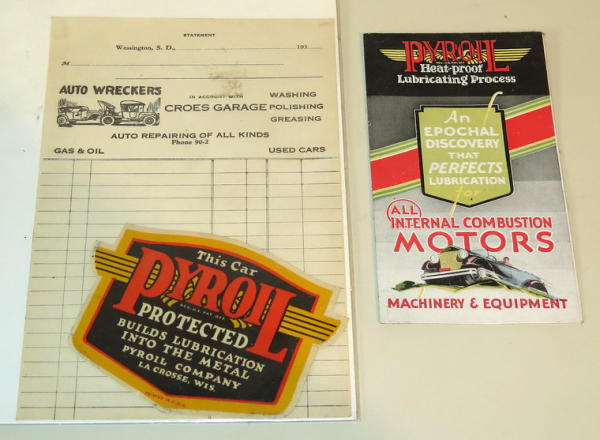 STATEMENT
Wessington, S. D., 193
M
AUTO WRECKERS
IN ACCOUNT WITH
CROES GARAGE
WASHING
POLISHING
GREASING
AUTO REPAIRING OF ALL KINDS
Phone 90-2
GAS & OIL
USED CARS
This Car
PYROIL
REG. U.S. PAT. OFF.
PROTECTED
BUILDS LUBRICATION
INTO THE METAL
PYROIL COMPANY
LA CROSSE, WIS.
PYROIL
Heat-proof
Lubricating Process
An
EPOCHAL
DISCOVERY
THAT
PERFECTS
LUBRICATION
for
ALL
INTERNAL COMBUSTION
MOTORS
MACHINERY & EQUIPMENT